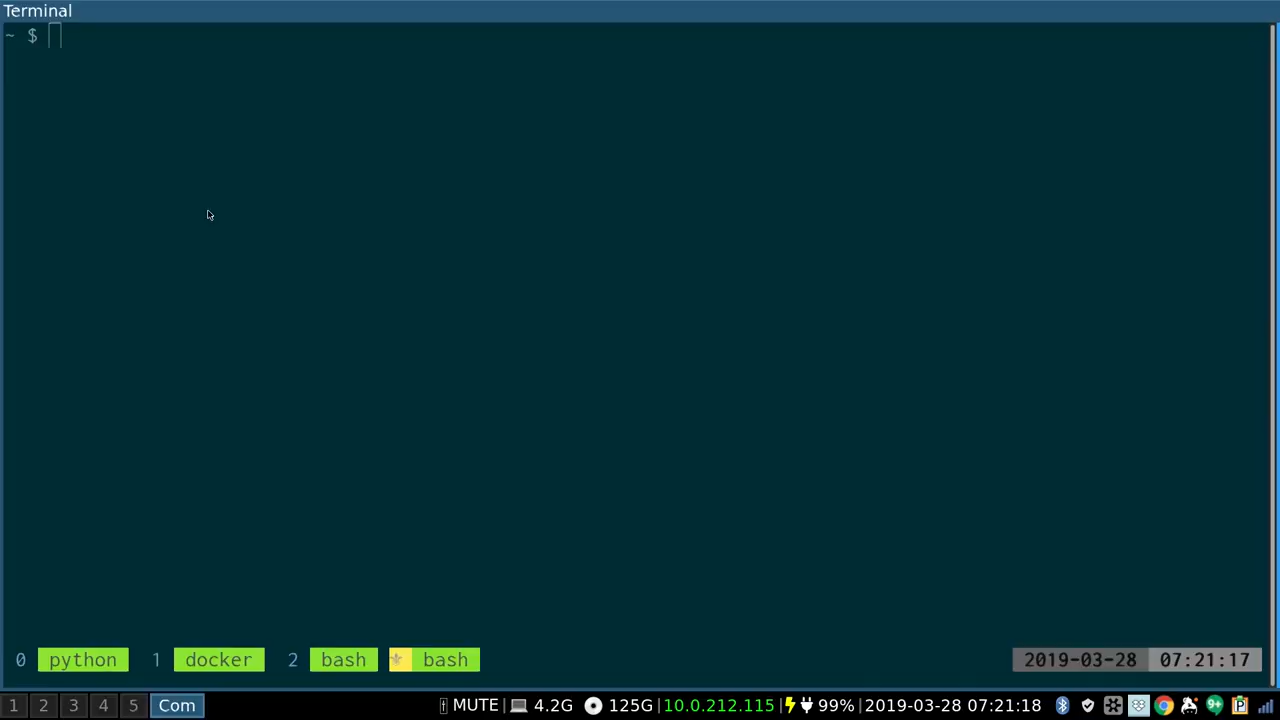 Terminal
~ $
0 python 1 docker 2 bash bash 2019-03-28 07:21:17
1 2 3 4 5 Com MUTE 4.2G 125G 10.0.212.115 99% 2019-03-28 07:21:18 9+ P